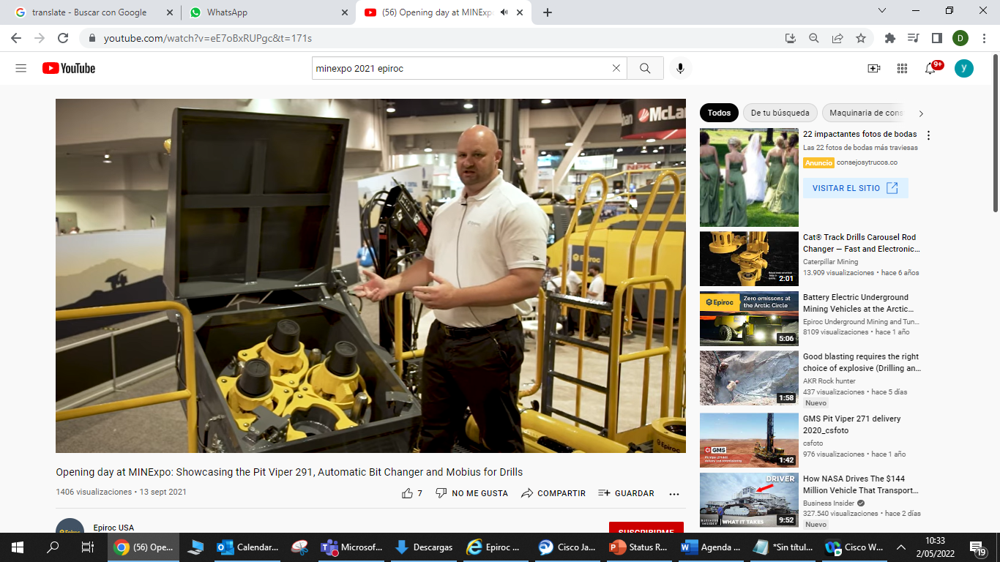 translate - Buscar con Google
WhatsApp
(56) Opening day at MINExp
youtube.com/watch?v=eE7oBxRUPgc&t=171s
D
YouTube
minexpo 2021 epiroc
9+
y
McLan
NPK
Epiroc
Epiroc
Todos
De tu búsqueda
Maquinaria de cons
22 impactantes fotos de bodas
Las 22 fotos de bodas más traviesas
Anuncio consejosytrucos.co
VISITAR EL SITIO
Cat® Track Drills Carousel Rod
Changer — Fast and Electronic...
Caterpillar Mining
13.909 visualizaciones • hace 6 años
2:01
Epiroc
Zero emissons at
the Arctic Circle
5:06
Battery Electric Underground
Mining Vehicles at the Arctic...
Epiroc Underground Mining and Tun...
8109 visualizaciones • hace 1 año
Good blasting requires the right
choice of explosive (Drilling an...
AKR Rock hunter
437 visualizaciones • hace 5 días
Nuevo
1:58
GMS Pit Viper 271 delivery
2020_csfoto
csfoto
976 visualizaciones • hace 1 año
GMS
1:42
How NASA Drives The $144
Million Vehicle That Transport...
Business Insider
327.540 visualizaciones • hace 2 días
Nuevo
DRIVER
BUSINESS INSIDER
WHAT IT TAKES
9:52
Opening day at MINExpo: Showcasing the Pit Viper 291, Automatic Bit Changer and Mobius for Drills
1406 visualizaciones • 13 sept 2021
7
NO ME GUSTA
COMPARTIR
GUARDAR
Epiroc USA
SUSCRIBIRME
(56) Ope...
Calendar...
Microsof...
Descargas
Epiroc ...
Cisco Ja...
Status R...
Agenda ...
*Sin títul...
Cisco W...
10:33
2/05/2022
19